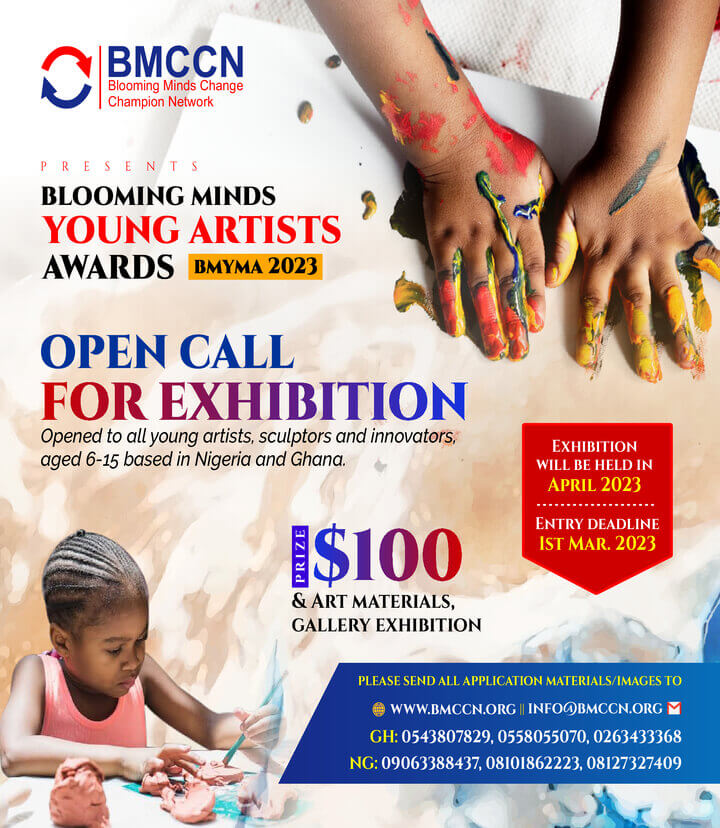 BMCCN
Blooming Minds Change
Champion Network
PRESENTS
BLOOMING MINDS
YOUNG ARTISTS
AWARDS BMYMA 2023
OPEN CALL
FOR EXHIBITION
Opened to all young artists, sculptors and innovators,
aged 6-15 based in Nigeria and Ghana.
EXHIBITION
WILL BE HELD IN
APRIL 2023
ENTRY DEADLINE
1ST MAR. 2023
PRIZE $100
& ART MATERIALS,
GALLERY EXHIBITION
PLEASE SEND ALL APPLICATION MATERIALS/IMAGES TO
WWW.BMCCN.ORG || INFO@BMCCN.ORG
GH: 0543807829, 0558055070, 0263433368
NG: 09063388437, 08101862223, 08127327409